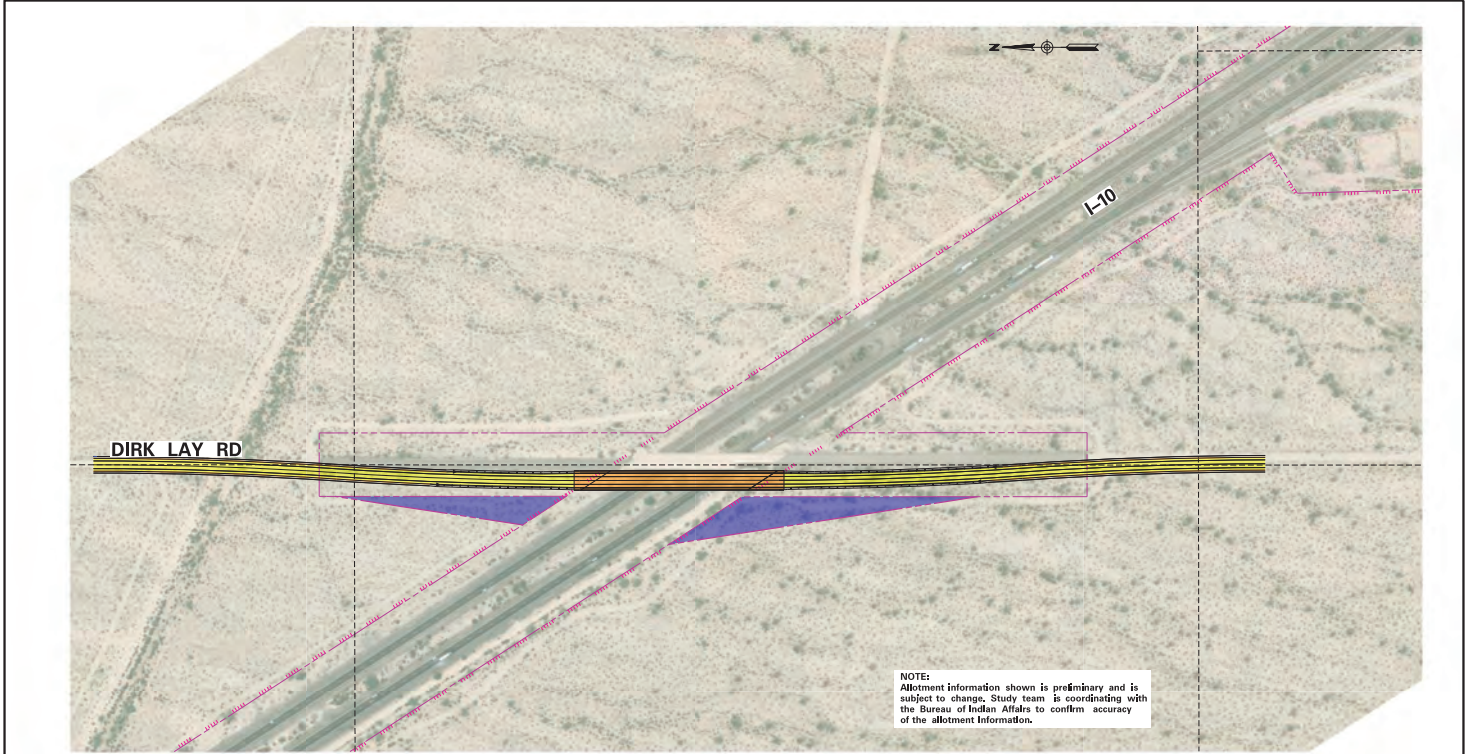 N
I-10
DIRK LAY RD
NOTE:
Allotment information shown is preliminary and is
subject to change. Study team is coordinating with
the Bureau of Indian Affairs to confirm accuracy
of the allotment Information.